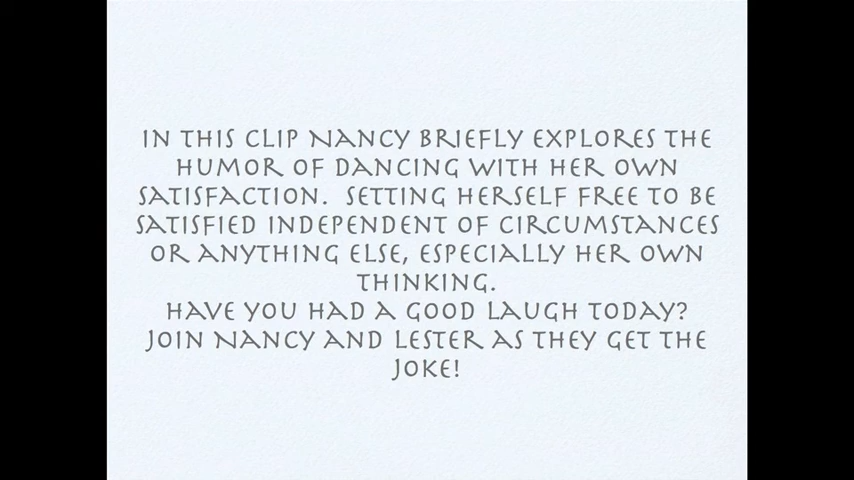 IN THIS CLIP NANCY BRIEFLY EXPLORES THE
HUMOR OF DANCING WITH HER OWN
SATISFACTION.  SETTING HERSELF FREE TO BE
SATISFIED INDEPENDENT OF CIRCUMSTANCES
OR ANYTHING ELSE, ESPECIALLY HER OWN
THINKING.
HAVE YOU HAD A GOOD LAUGH TODAY?
JOIN NANCY AND LESTER AS THEY GET THE
JOKE!